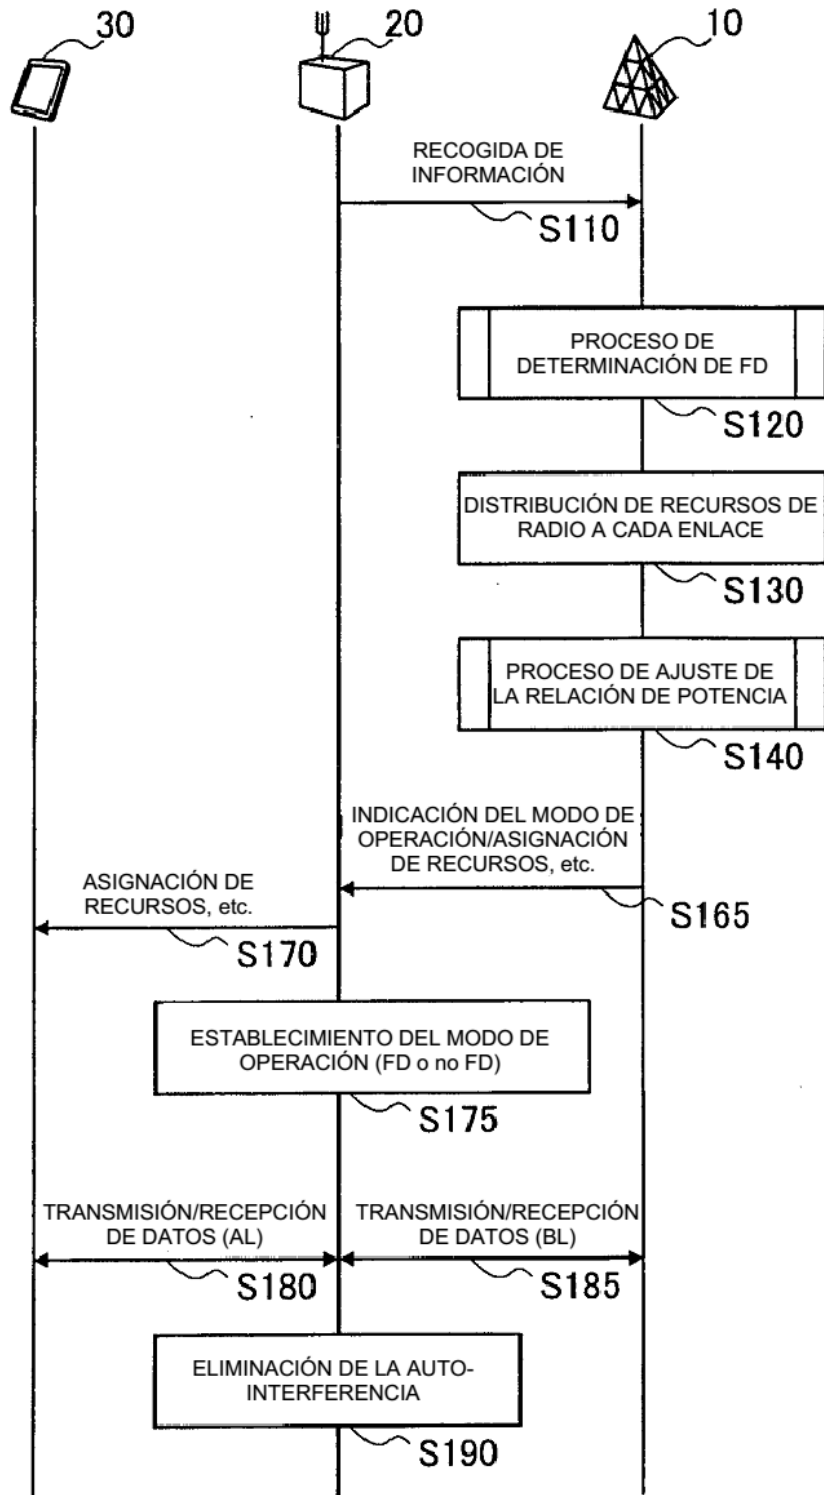 30
20
10
RECOGIDA DE
INFORMACIÓN
S110
PROCESO DE
DETERMINACIÓN DE FD
S120
DISTRIBUCIÓN DE RECURSOS DE
RADIO A CADA ENLACE
S130
PROCESO DE AJUSTE DE
LA RELACIÓN DE POTENCIA
S140
INDICACIÓN DEL MODO DE
OPERACIÓN/ASIGNACIÓN
DE RECURSOS, etc.
S165
ASIGNACIÓN DE
RECURSOS, etc.
S170
ESTABLECIMIENTO DEL MODO DE
OPERACIÓN (FD o no FD)
S175
TRANSMISIÓN/RECEPCIÓN
DE DATOS (AL)
S180
TRANSMISIÓN/RECEPCIÓN
DE DATOS (BL)
S185
ELIMINACIÓN DE LA AUTO-
INTERFERENCIA
S190